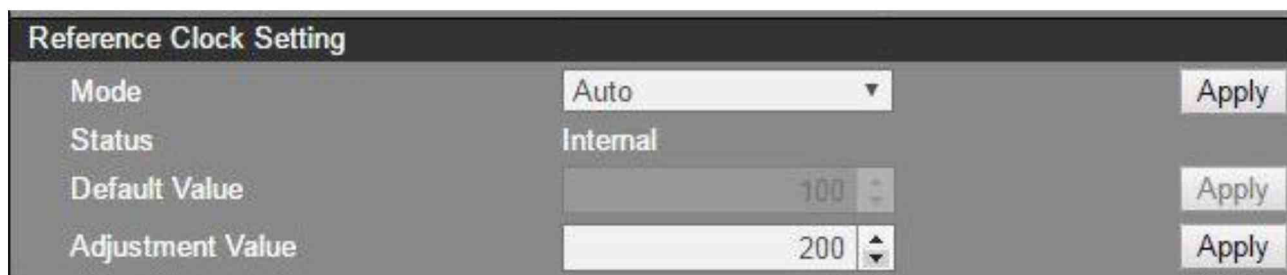 Reference Clock Setting
Mode Auto Apply
Status Internal
Default Value 100 Apply
Adjustment Value 200 Apply